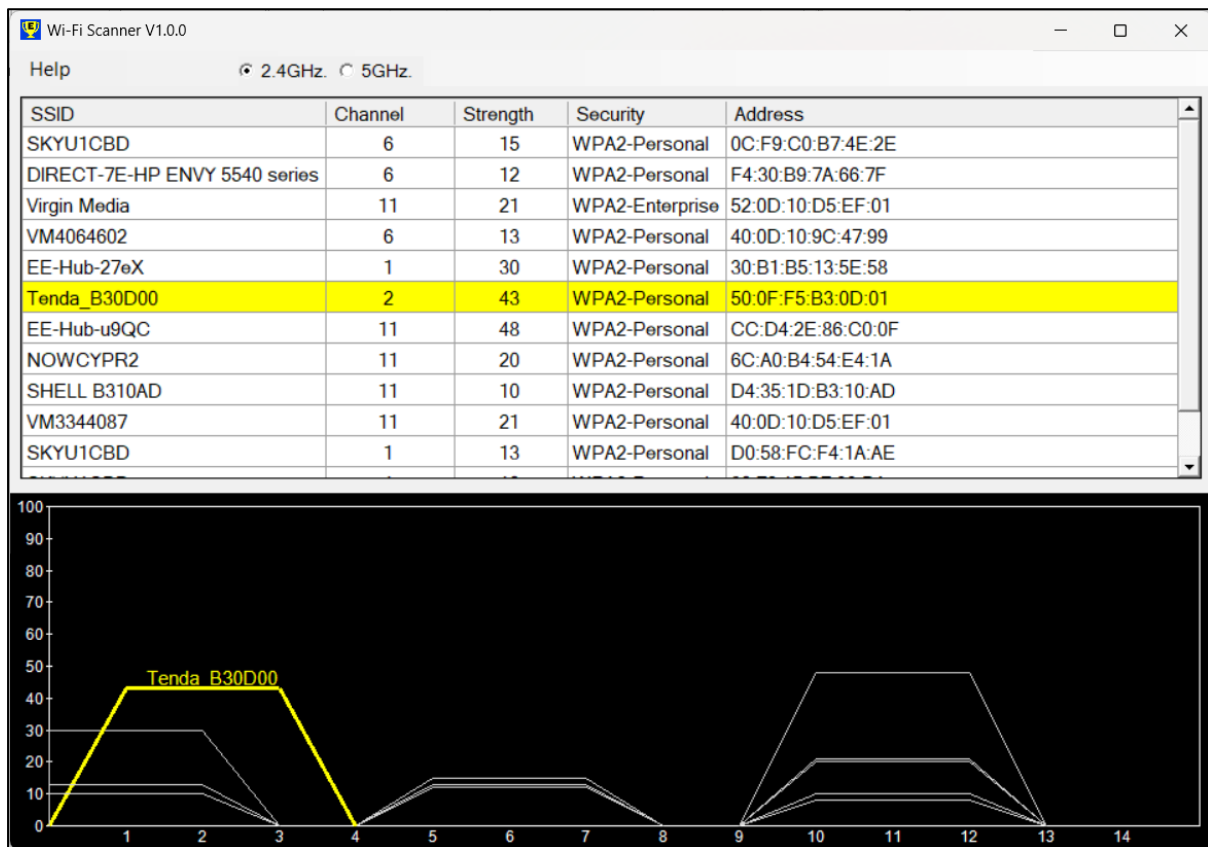 Wi-Fi Scanner V1.0.0
Help 2.4GHz. 5GHz.
SSID Channel Strength Security Address
SKYU1CBD 6 15 WPA2-Personal 0C:F9:C0:B7:4E:2E
DIRECT-7E-HP ENVY 5540 series 6 12 WPA2-Personal F4:30:B9:7A:66:7F
Virgin Media 11 21 WPA2-Enterprise 52:0D:10:D5:EF:01
VM4064602 6 13 WPA2-Personal 40:0D:10:9C:47:99
EE-Hub-27eX 1 30 WPA2-Personal 30:B1:B5:13:5E:58
Tenda_B30D00 2 43 WPA2-Personal 50:0F:F5:B3:0D:01
EE-Hub-u9QC 11 48 WPA2-Personal CC:D4:2E:86:C0:0F
NOWCYPR2 11 20 WPA2-Personal 6C:A0:B4:54:E4:1A
SHELL B310AD 11 10 WPA2-Personal D4:35:1D:B3:10:AD
VM3344087 11 21 WPA2-Personal 40:0D:10:D5:EF:01
SKYU1CBD 1 13 WPA2-Personal D0:58:FC:F4:1A:AE
100
90
80
70
60
50
Tenda_B30D00
40
30
20
10
0
1 2 3 4 5 6 7 8 9 10 11 12 13 14